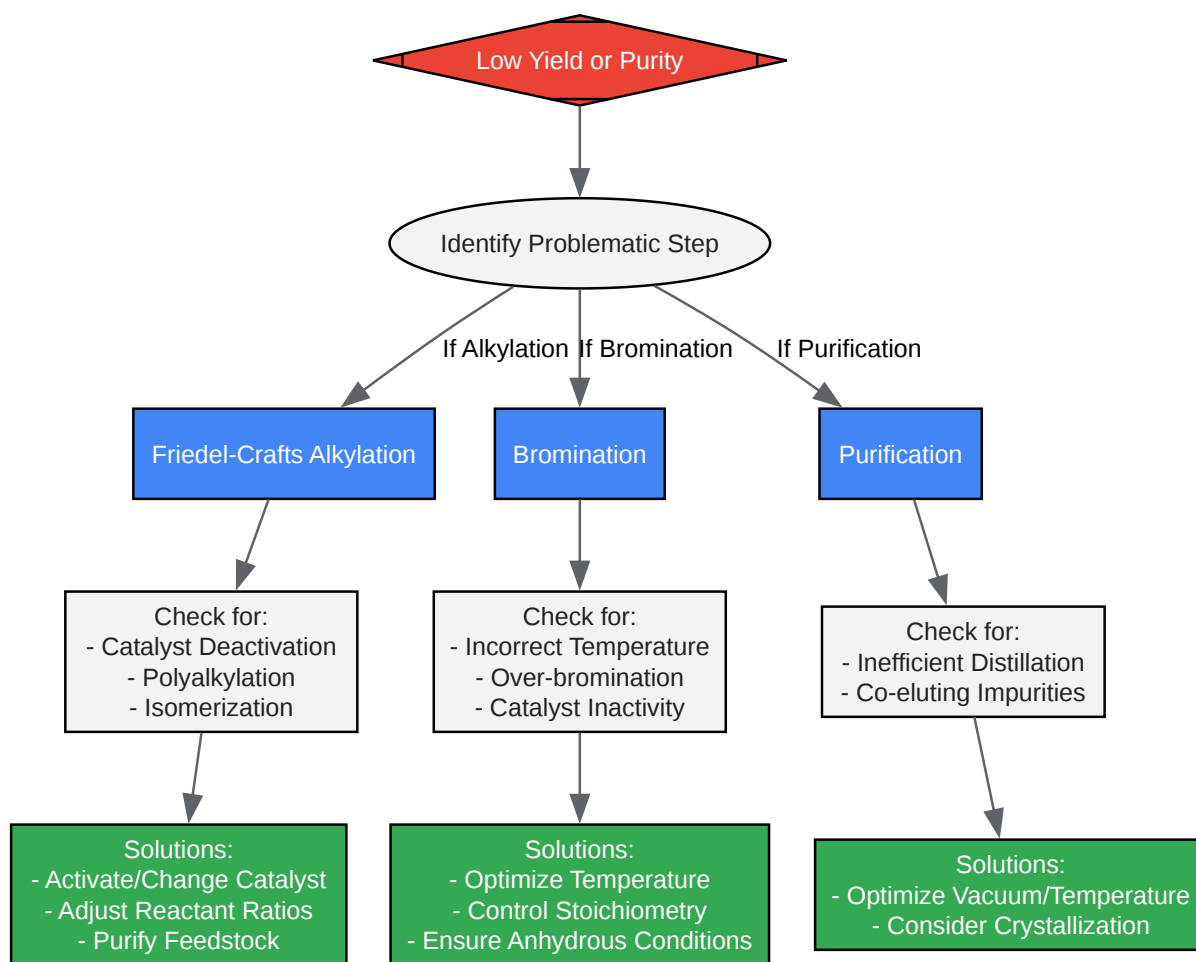 Low Yield or Purity
Identify Problematic Step
If Alkylation
If Bromination
If Purification
Friedel-Crafts Alkylation
Bromination
Purification
Check for:
- Catalyst Deactivation
- Polyalkylation
- Isomerization
Check for:
- Incorrect Temperature
- Over-bromination
- Catalyst Inactivity
Check for:
- Inefficient Distillation
- Co-eluting Impurities
Solutions:
- Activate/Change Catalyst
- Adjust Reactant Ratios
- Purify Feedstock
Solutions:
- Optimize Temperature
- Control Stoichiometry
- Ensure Anhydrous Conditions
Solutions:
- Optimize Vacuum/Temperature
- Consider Crystallization